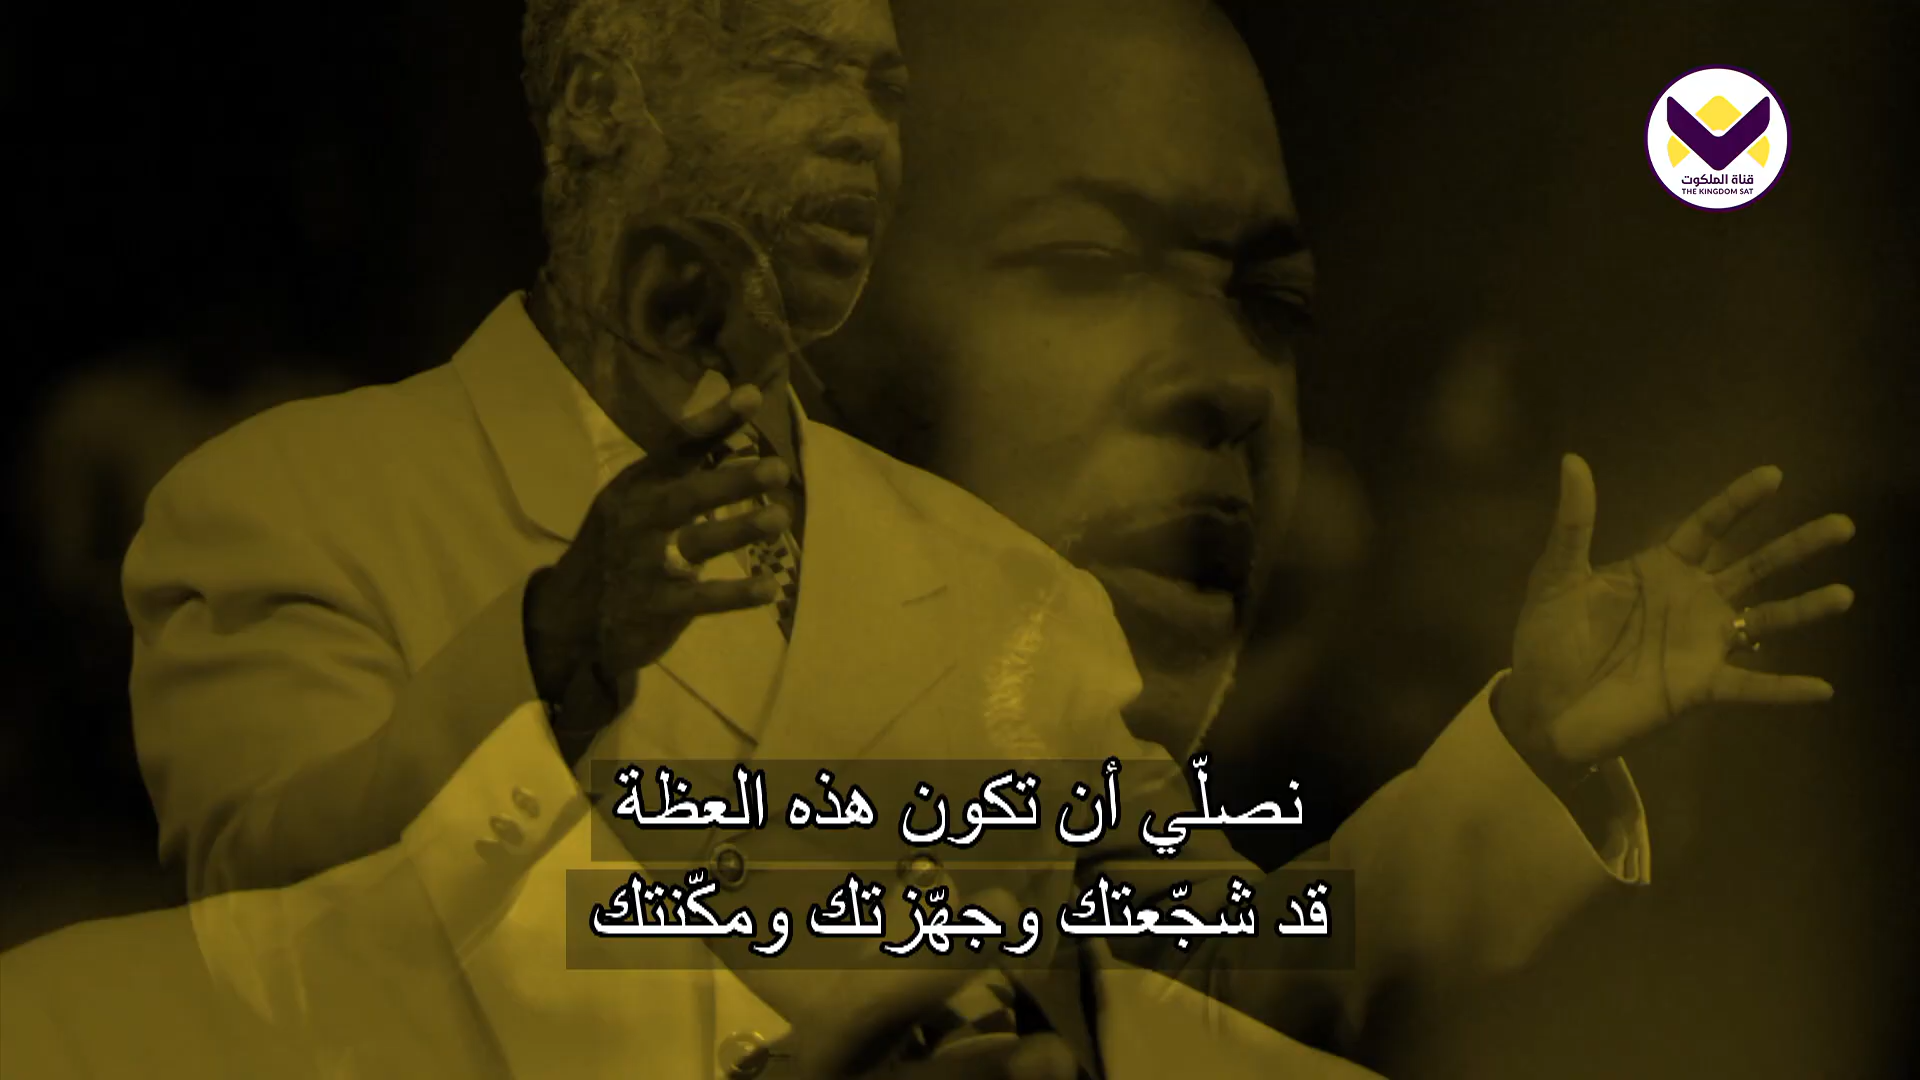 قناة الملكوت
THE KINGDOM SAT
نصلّي أن تكون هذه العظة
قد شجّعتك وجهّزتك ومكّنتك